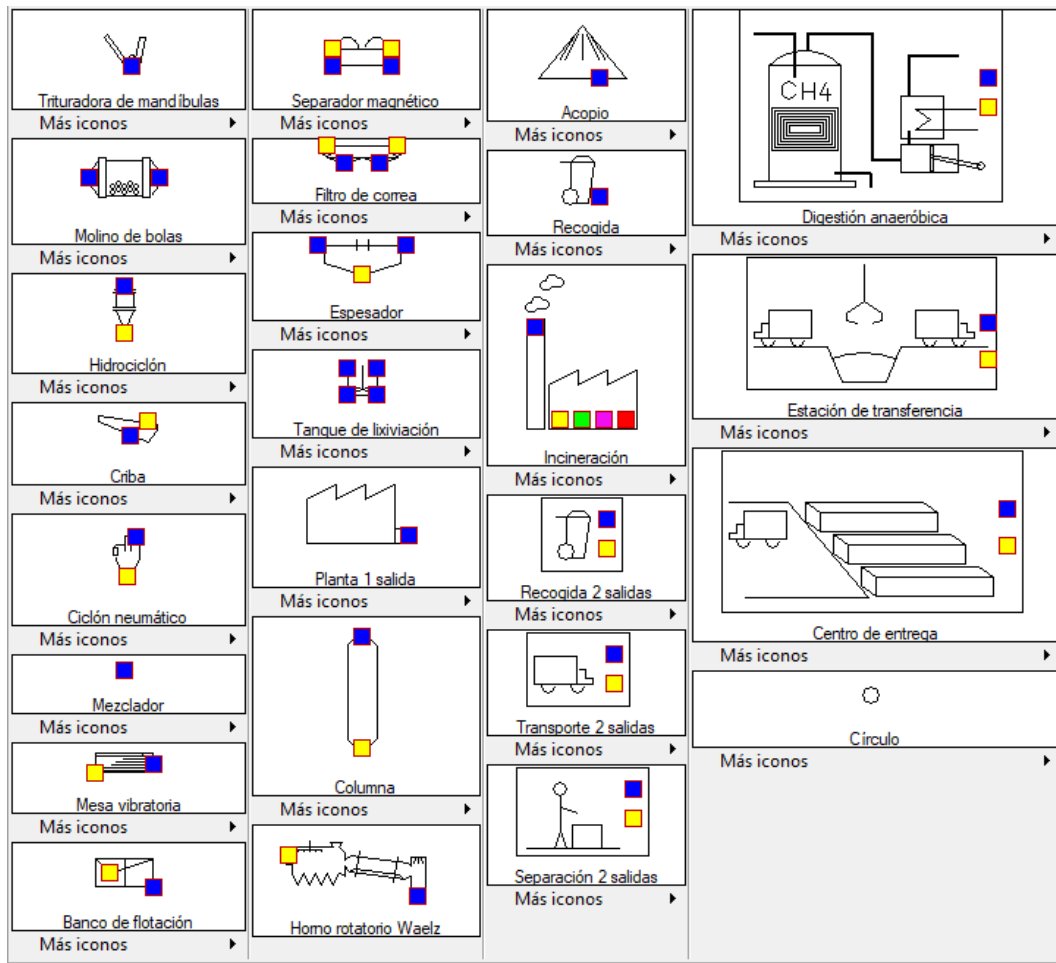 Trituradora de mandíbulas
Más iconos
Molino de bolas
Más iconos
Hidrociclón
Más iconos
Criba
Más iconos
Ciclón neumático
Más iconos
Mezclador
Más iconos
Mesa vibratoria
Más iconos
Banco de flotación
Más iconos
Separador magnético
Más iconos
Filtro de correa
Más iconos
Espesador
Más iconos
Tanque de lixiviación
Más iconos
Planta 1 salida
Más iconos
Columna
Más iconos
Horno rotatorio Waelz
Acopio
Más iconos
Recogida
Más iconos
Incineración
Más iconos
Recogida 2 salidas
Más iconos
Transporte 2 salidas
Más iconos
Separación 2 salidas
Más iconos
CH4
Digestión anaeróbica
Más iconos
Estación de transferencia
Más iconos
Centro de entrega
Más iconos
Círculo
Más iconos